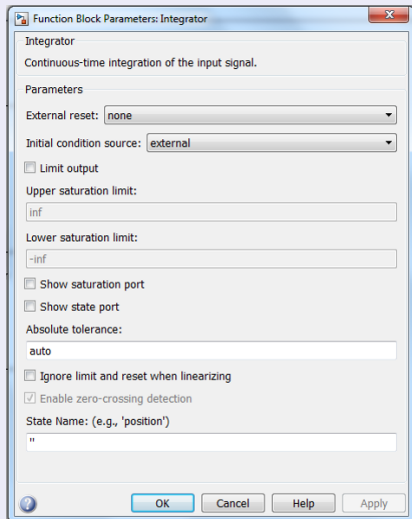 Function Block Parameters: Integrator
Integrator
Continuous-time integration of the input signal.
Parameters
External reset: none
Initial condition source: external
Limit output
Upper saturation limit:
inf
Lower saturation limit:
-inf
Show saturation port
Show state port
Absolute tolerance:
auto
Ignore limit and reset when linearizing
Enable zero-crossing detection
State Name: (e.g., 'position')
''
OK Cancel Help Apply